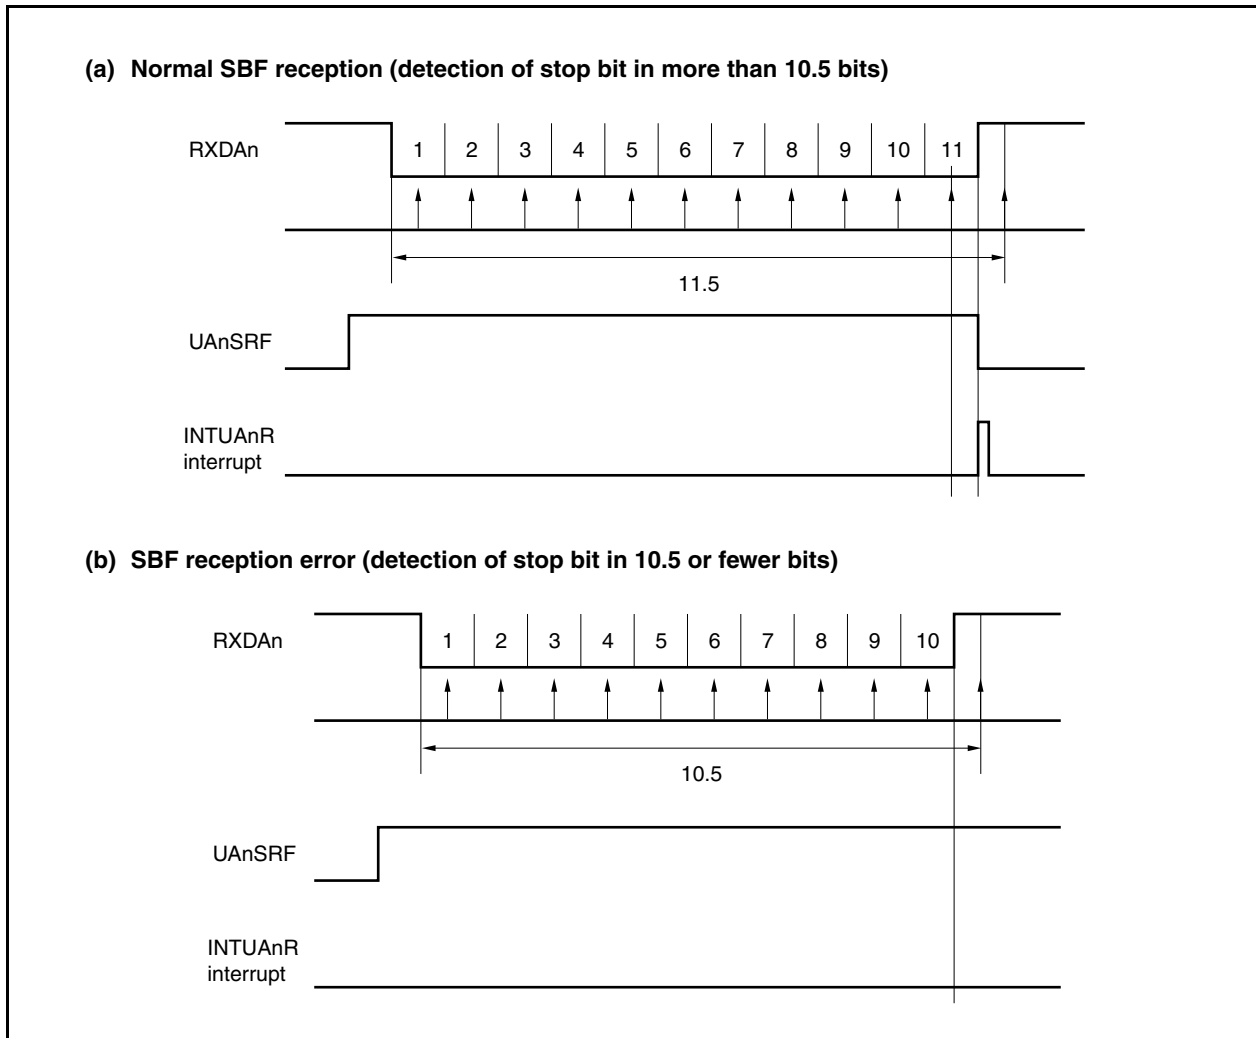 (a) Normal SBF reception (detection of stop bit in more than 10.5 bits)
RXDAn
1 2 3 4 5 6 7 8 9 10 11
11.5
UAnSRF
INTUAnR
interrupt
(b) SBF reception error (detection of stop bit in 10.5 or fewer bits)
RXDAn
1 2 3 4 5 6 7 8 9 10
10.5
UAnSRF
INTUAnR
interrupt